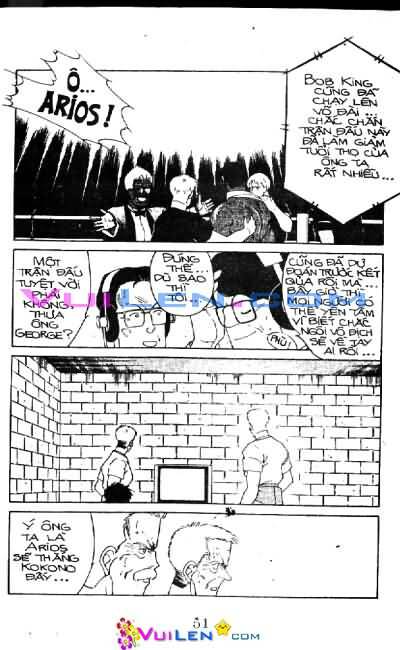 Ô...
ARIOS!
BOB KING
CŨNG ĐÃ
CHẠY LÊN
VÕ ĐÀI...
CHẮC CHẮN
TRẬN ĐẤU NÀY
ĐÃ LÀM GIẢM
TUỔI THỌ CỦA
ÔNG TA
RẤT NHIỀU...
MỘT
TRẬN ĐẤU
TUYỆT VỜI
PHẢI
KHÔNG,
THƯA
ÔNG
GEORGE?
ĐÚNG
THẾ...
DÙ SAO
THÌ
TÔI...
CŨNG ĐÃ DỰ
ĐOÁN TRƯỚC KẾT
QUẢ RỒI MÀ...
BÂY GIỜ THÌ
MỌI NGƯỜI CÓ
THỂ YÊN TÂM
VÌ BIẾT CHẮC
NGÔI VÔ ĐỊCH
SẼ VỀ TAY
AI RỒI...
PHÙ
VUILEN.COM
Ý ÔNG
TA LÀ
ARIOS
SẼ THẮNG
KOKONO
ĐẤY...
51
VUILEN.COM